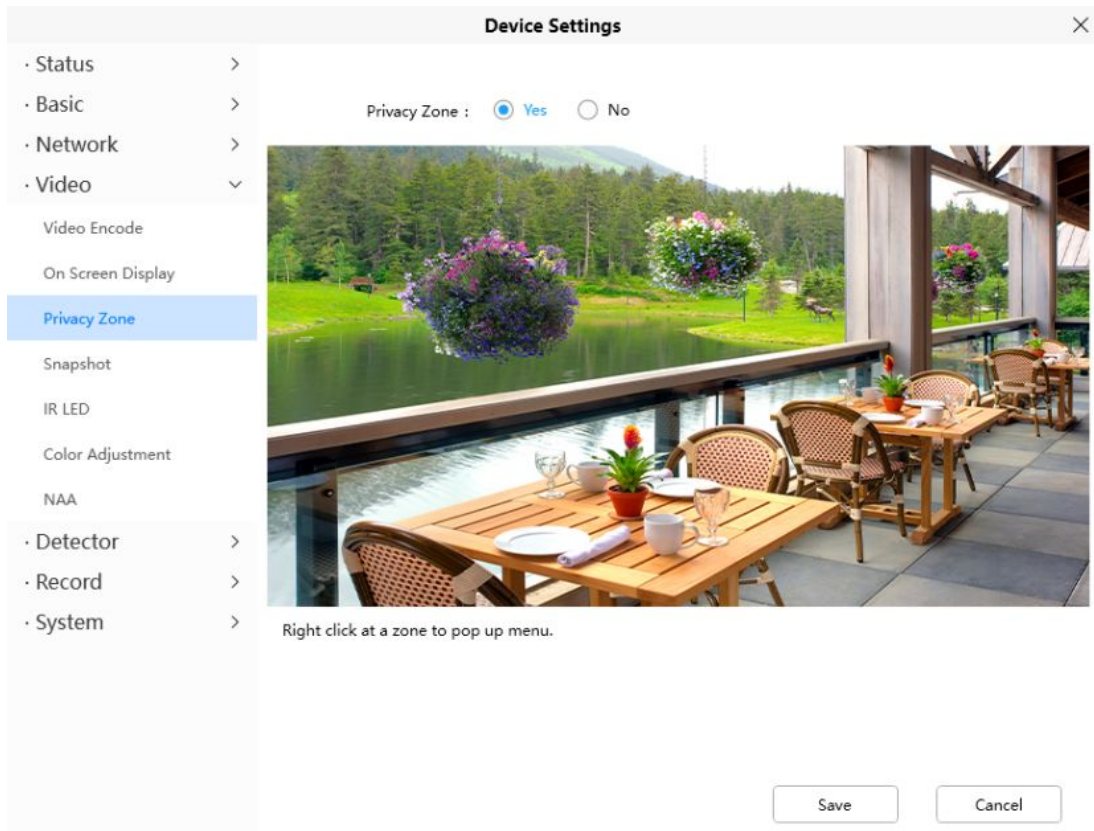 Device Settings
· Status
· Basic
· Network
· Video
Video Encode
On Screen Display
Privacy Zone
Snapshot
IR LED
Color Adjustment
NAA
· Detector
· Record
· System
Privacy Zone : Yes No
Right click at a zone to pop up menu.
Save Cancel